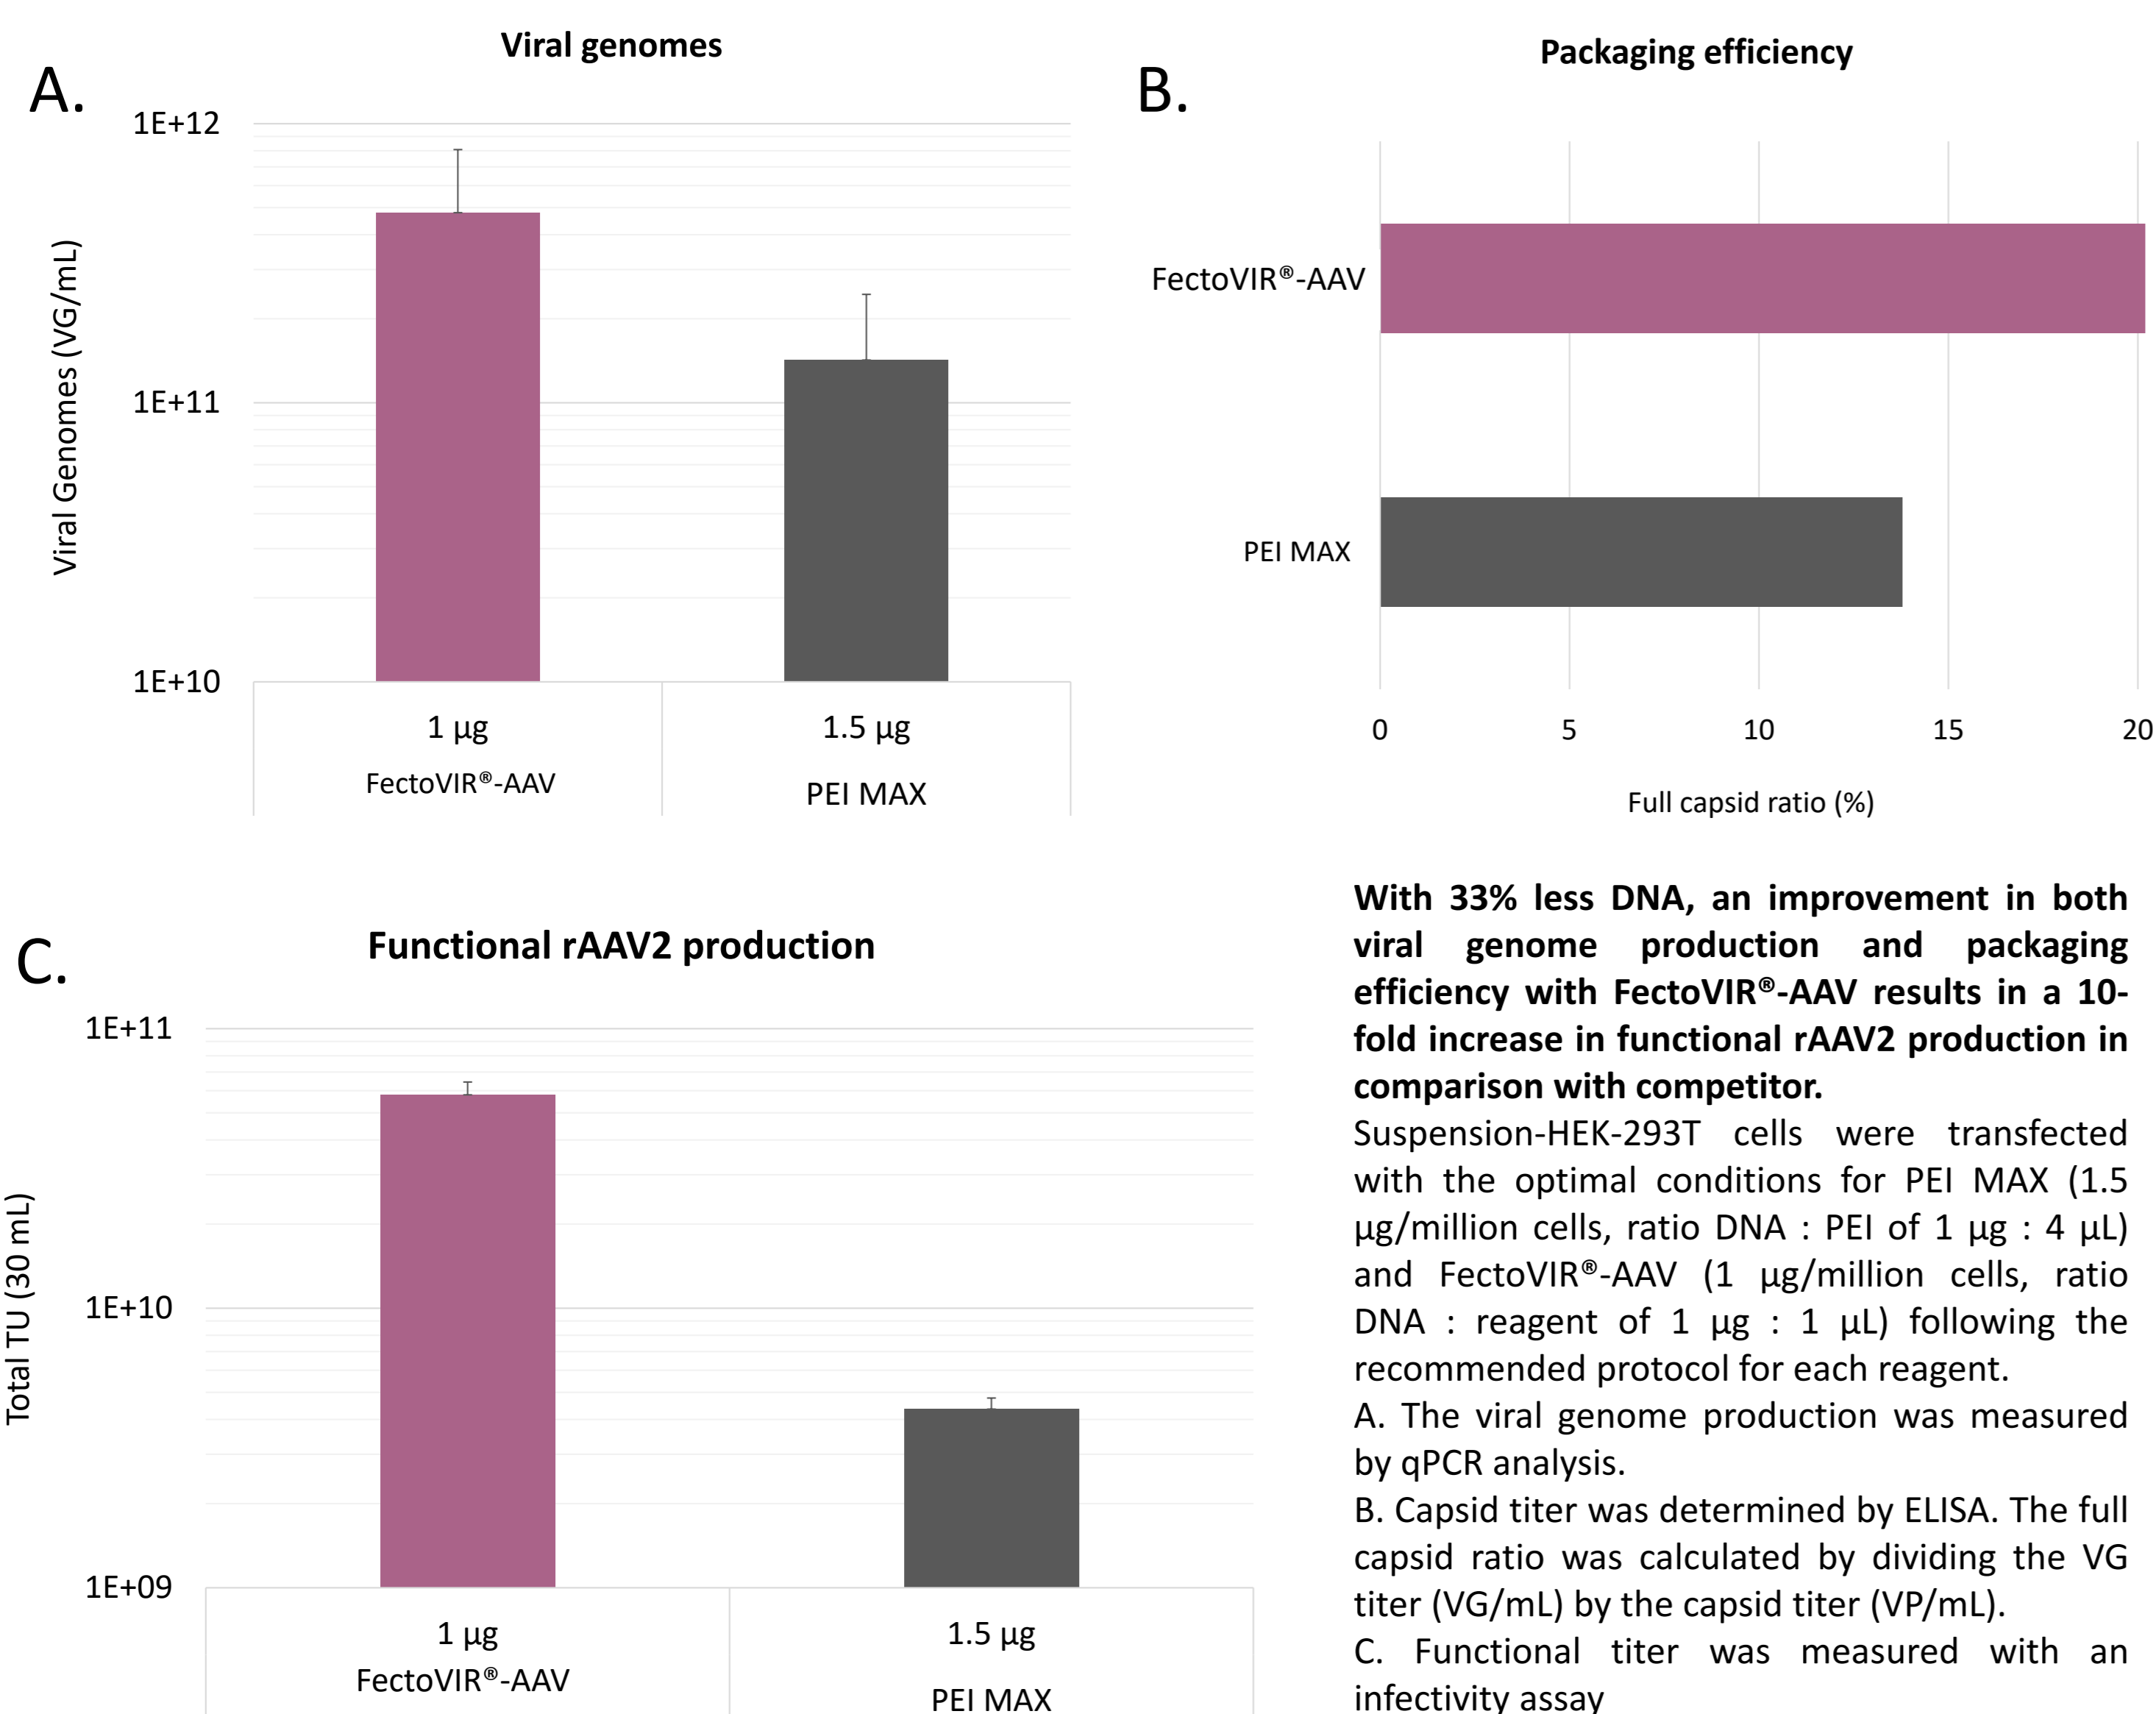 A.
Viral genomes
Viral Genomes (VG/mL)
1E+12
1E+11
1E+10
1 µg
FectoVIR®-AAV
1.5 µg
PEI MAX
B.
Packaging efficiency
FectoVIR®-AAV
PEI MAX
0
5
10
15
20
Full capsid ratio (%)
C.
Functional rAAV2 production
Total TU (30 mL)
1E+11
1E+10
1E+09
1 µg
FectoVIR®-AAV
1.5 µg
PEI MAX
With 33% less DNA, an improvement in both
viral genome production and packaging
efficiency with FectoVIR®-AAV results in a 10-
fold increase in functional rAAV2 production in
comparison with competitor.
Suspension-HEK-293T cells were transfected
with the optimal conditions for PEI MAX (1.5
µg/million cells, ratio DNA : PEI of 1 µg : 4 µL)
and FectoVIR®-AAV (1 µg/million cells, ratio
DNA : reagent of 1 µg : 1 µL) following the
recommended protocol for each reagent.
A. The viral genome production was measured
by qPCR analysis.
B. Capsid titer was determined by ELISA. The full
capsid ratio was calculated by dividing the VG
titer (VG/mL) by the capsid titer (VP/mL).
C. Functional titer was measured with an
infectivity assay